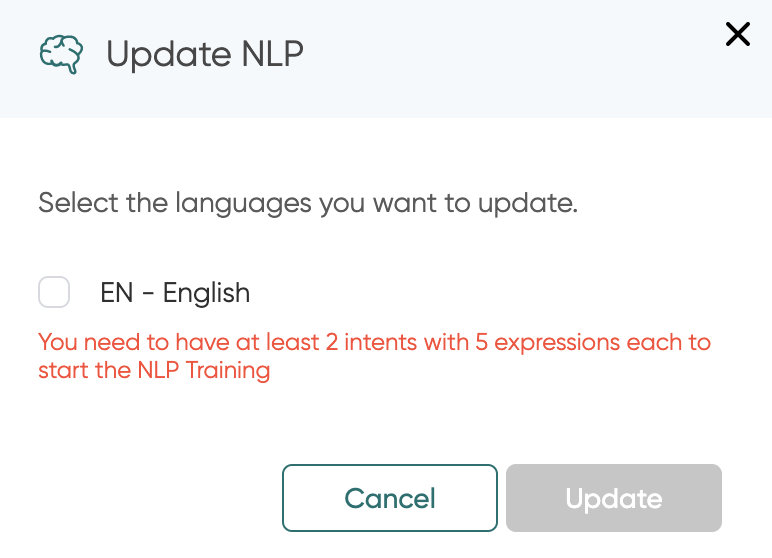 Update NLP
Select the languages you want to update.
EN - English
You need to have at least 2 intents with 5 expressions each to
start the NLP Training
Cancel
Update